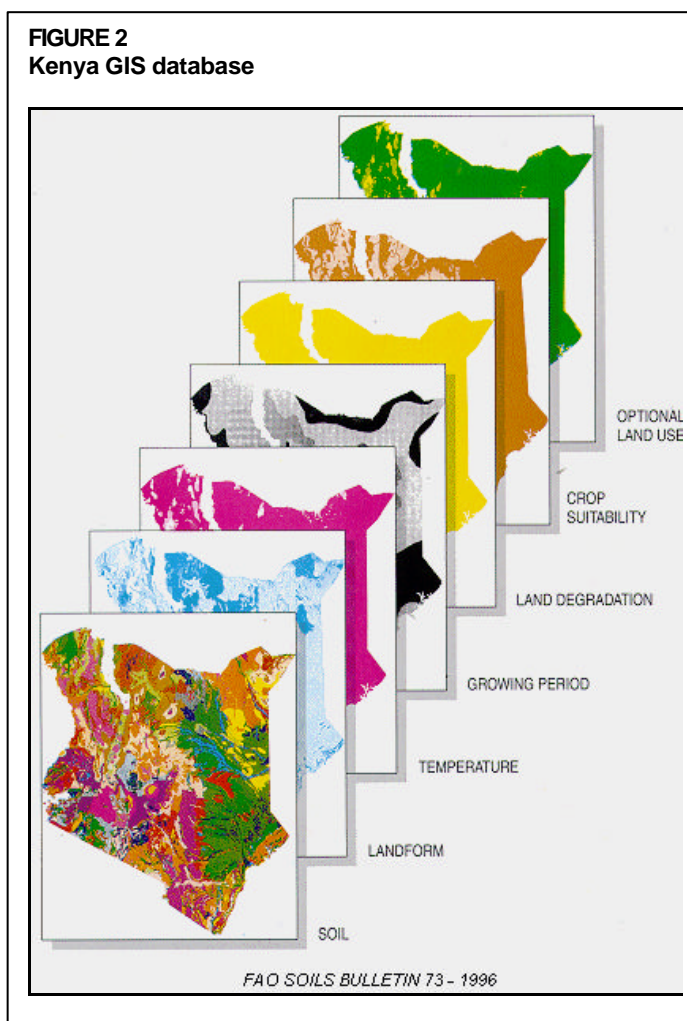 FIGURE 2
Kenya GIS database
OPTIONAL
LAND USE
CROP
SUITABILITY
LAND DEGRADATION
GROWING PERIOD
TEMPERATURE
LANDFORM
SOIL
FAO SOILS BULLETIN 73 - 1996